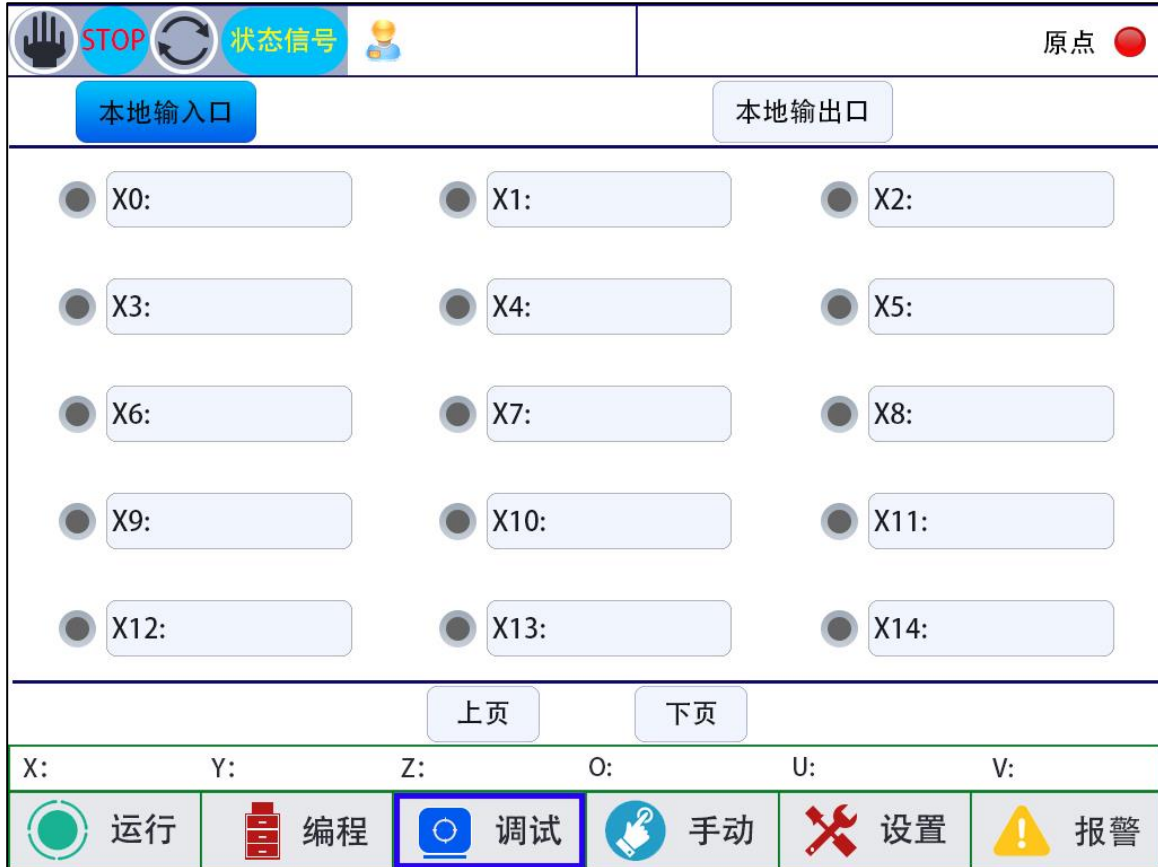 STOP 状态信号 原点
本地输入口 本地输出口
X0: X1: X2:
X3: X4: X5:
X6: X7: X8:
X9: X10: X11:
X12: X13: X14:
上页 下页
X: Y: Z: O: U: V:
运行 编程 调试 手动 设置 报警